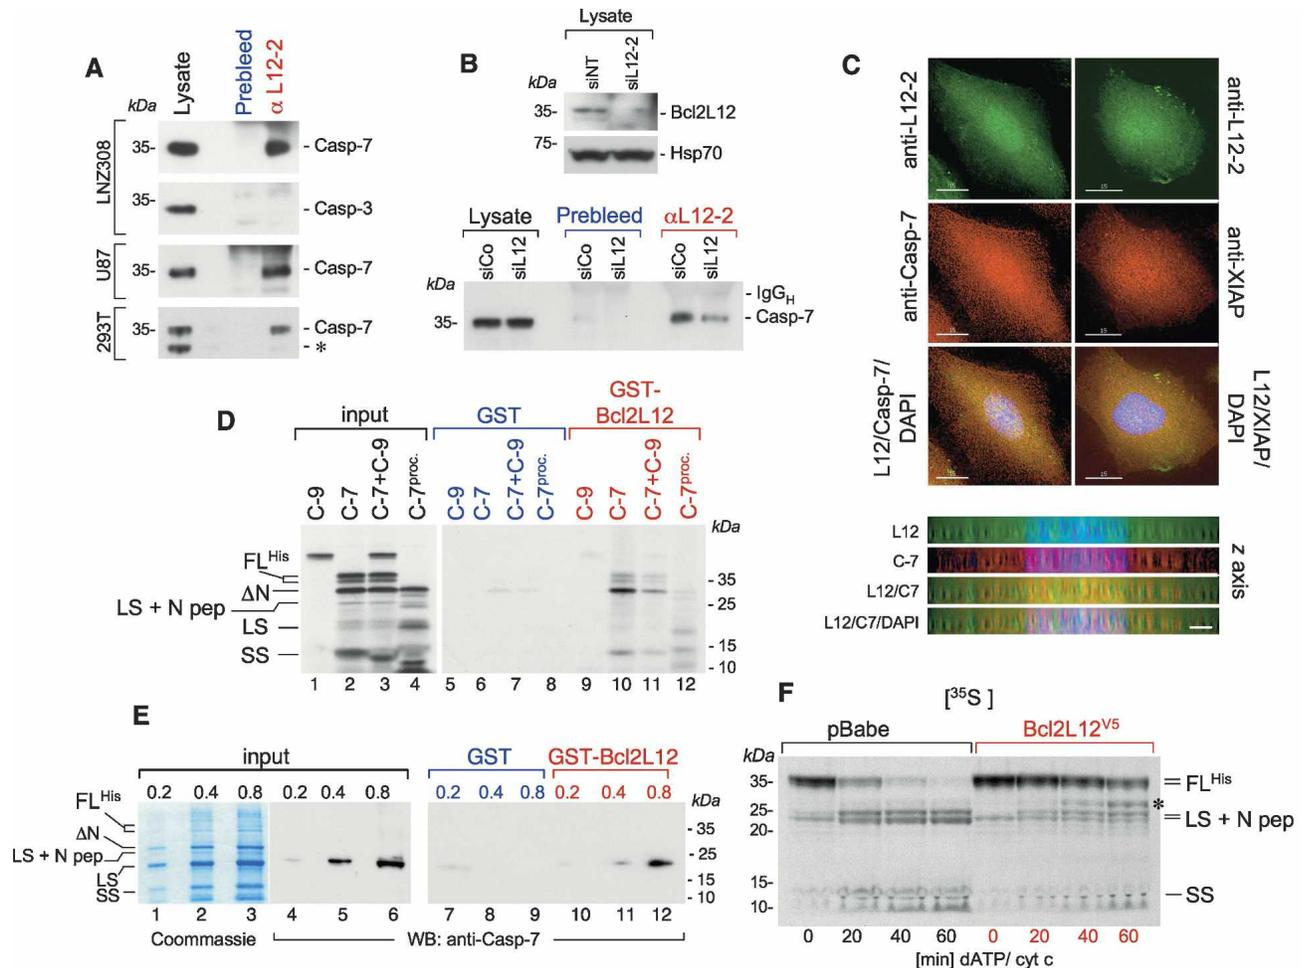 A
kDa
Lysate
Prebleed
α L12-2
LNZ308
35-
- Casp-7
35-
- Casp-3
U87
35-
- Casp-7
293T
35-
- Casp-7
- *
B
Lysate
kDa
siNT
siL12-2
35-
- Bcl2L12
75-
- Hsp70
Lysate
Prebleed
αL12-2
kDa
siCo
siL12
siCo
siL12
siCo
siL12
- IgGH
35-
- Casp-7
C
anti-L12-2
anti-L12-2
15
15
anti-Casp-7
anti-XIAP
15
15
L12/Casp-7/
DAPI
L12/XIAP/
DAPI
15
15
L12
C-7
L12/C7
L12/C7/DAPI
z axis
D
input
GST
GST-
Bcl2L12
C-9
C-7
C-7+C-9
C-7proc.
C-9
C-7
C-7+C-9
C-7proc.
C-9
C-7
C-7+C-9
C-7proc.
kDa
FLHis
ΔN
LS + N pep
LS
SS
- 35
- 25
- 15
- 10
1 2 3 4 5 6 7 8 9 10 11 12
E
input
GST
GST-Bcl2L12
0.2 0.4 0.8 0.2 0.4 0.8 0.2 0.4 0.8 0.2 0.4 0.8
kDa
FLHis
ΔN
LS + N pep
LS
SS
- 35
- 25
- 15
- 10
1 2 3 4 5 6 7 8 9 10 11 12
Coommassie
WB: anti-Casp-7
F
[35S ]
pBabe
Bcl2L12V5
kDa
35-
25-
20-
15-
10-
FLHis
*
LS + N pep
SS
0 20 40 60 0 20 40 60
[min] dATP/ cyt c